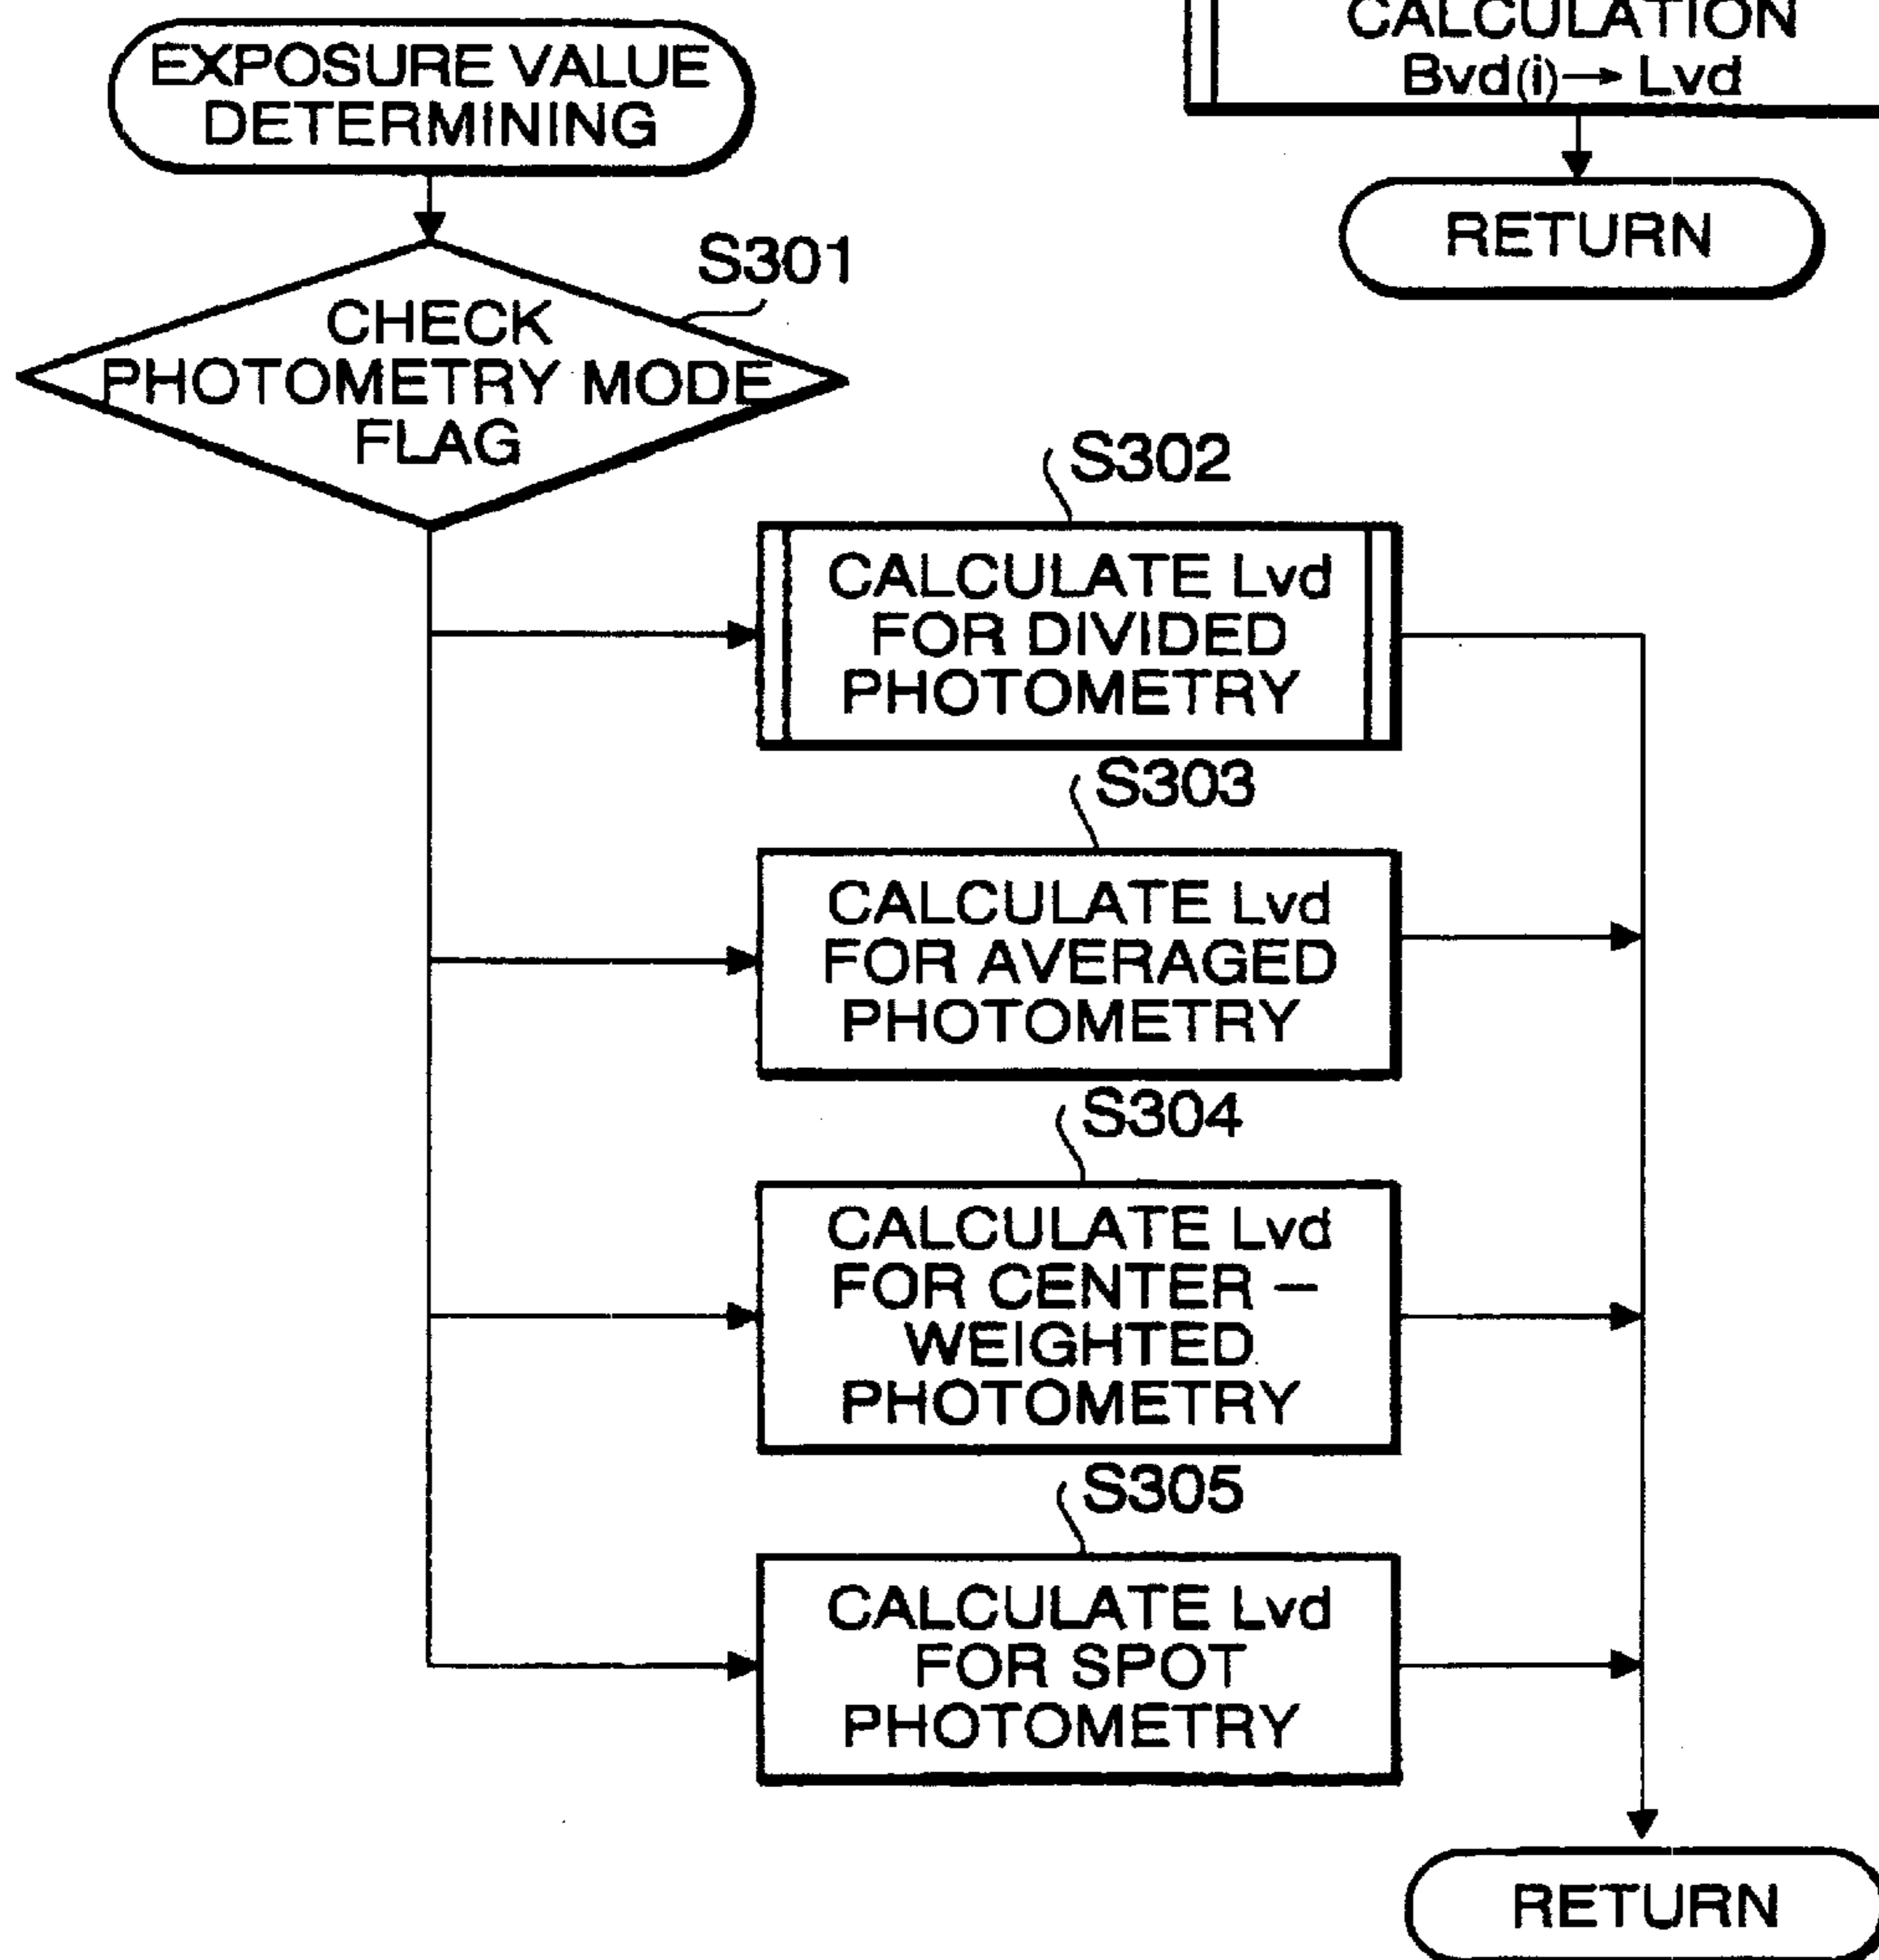 CALCULATION
Bvd(i)→ Lvd
RETURN
EXPOSURE VALUE
DETERMINING
S301
CHECK
PHOTOMETRY MODE
FLAG
S302
CALCULATE Lvd
FOR DIVIDED
PHOTOMETRY
S303
CALCULATE Lvd
FOR AVERAGED
PHOTOMETRY
S304
CALCULATE Lvd
FOR CENTER –
WEIGHTED
PHOTOMETRY
S305
CALCULATE Lvd
FOR SPOT
PHOTOMETRY
RETURN